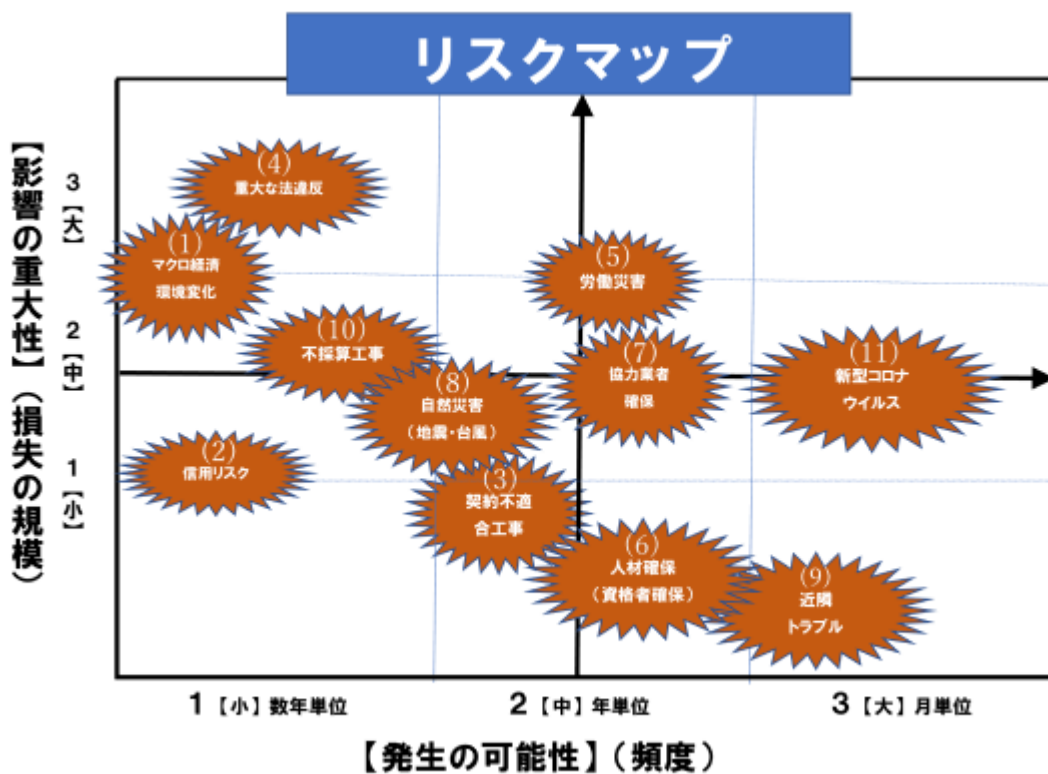 リスクマップ
【影響の重大性】(損失の規模)
3【大】
2【中】
1【小】
(4)
重大な法違反
(1)
マクロ経済
環境変化
(5)
労働災害
(10)
不採算工事
(7)
協力業者
確保
(11)
新型コロナ
ウイルス
(8)
自然災害
(地震・台風)
(2)
信用リスク
(3)
契約不適
合工事
(6)
人材確保
(資格者確保)
(9)
近隣
トラブル
1【小】数年単位
2【中】年単位
3【大】月単位
【発生の可能性】(頻度)